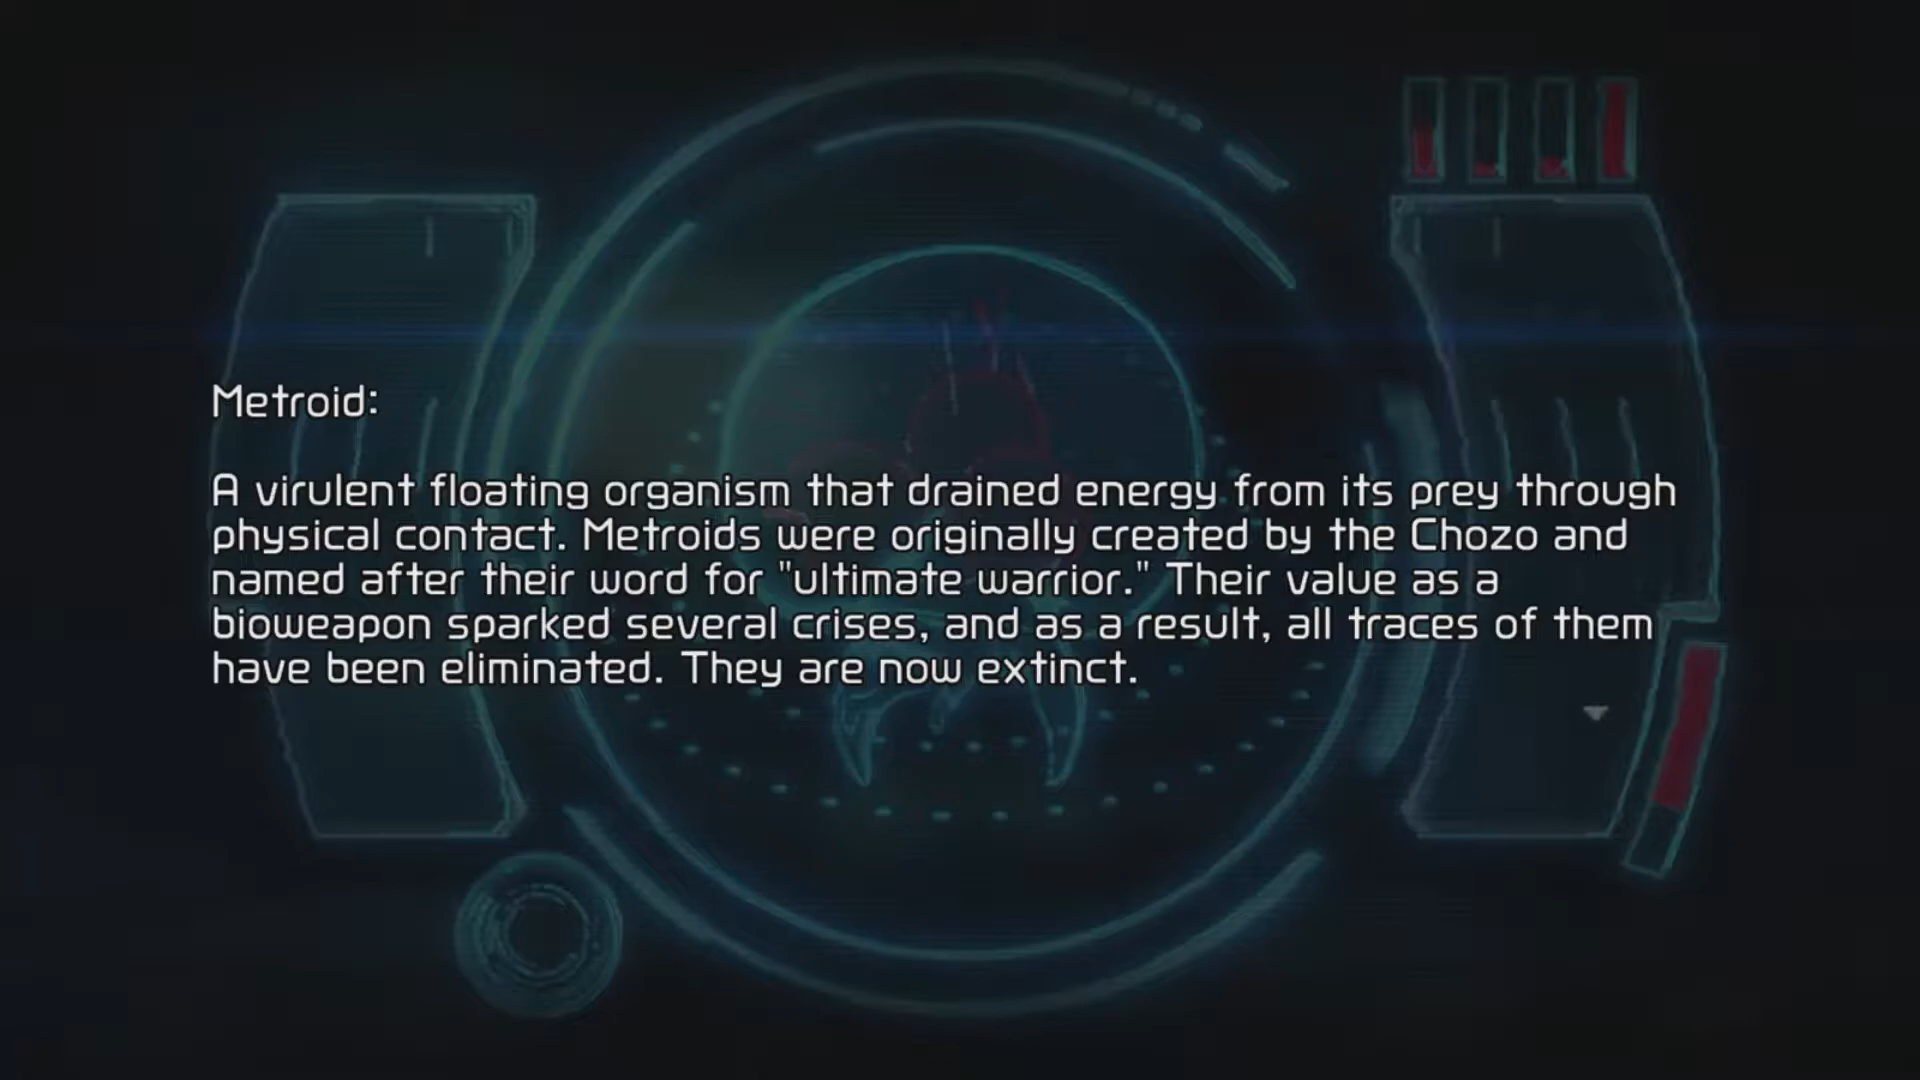 Metroid:
A virulent floating organism that drained energy from its prey through
physical contact. Metroids were originally created by the Chozo and
named after their word for "ultimate warrior." Their value as a
bioweapon sparked several crises, and as a result, all traces of them
have been eliminated. They are now extinct.